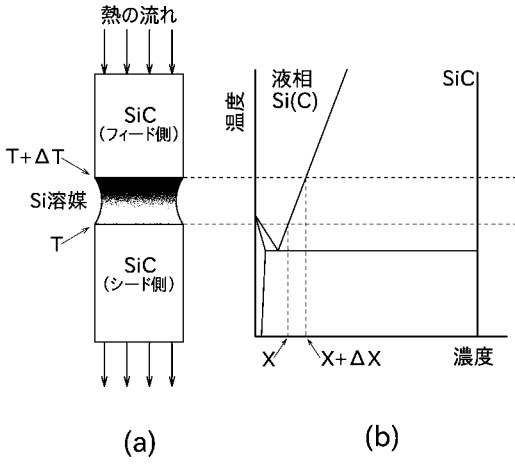 熱の流れ
SiC
(フィード側)
T+ΔT
Si溶媒
T
SiC
(シード側)
(a)
液相
Si(C)
SiC
温度
X
X+ΔX
濃度
(b)